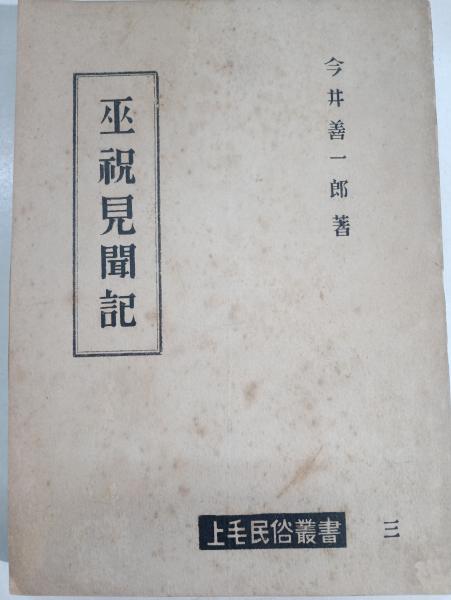 今井善一郎著
巫祝見聞記
上毛民俗叢書 三